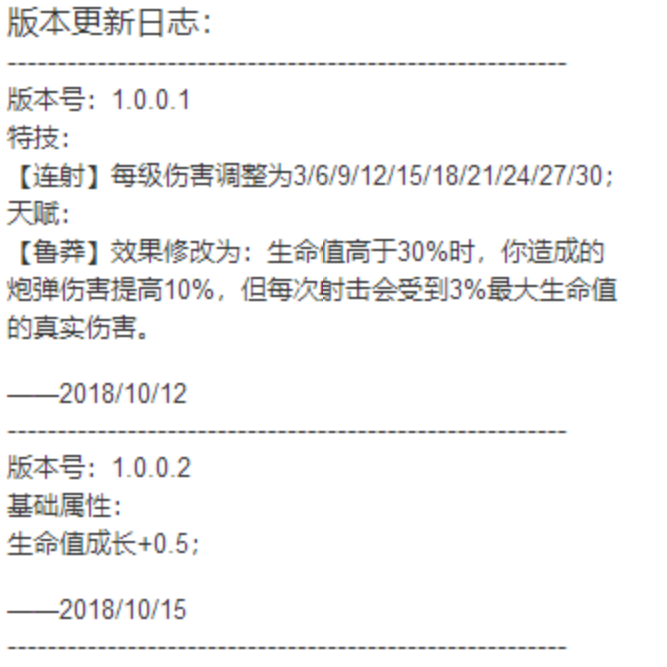 版本更新日志：
--------------------------------------------------------
版本号：1.0.0.1
特技：
【连射】每级伤害调整为3/6/9/12/15/18/21/24/27/30；
天赋：
【鲁莽】效果修改为：生命值高于30%时，你造成的
炮弹伤害提高10%，但每次射击会受到3%最大生命值
的真实伤害。
——2018/10/12
--------------------------------------------------------
版本号：1.0.0.2
基础属性：
生命值成长+0.5；
——2018/10/15
--------------------------------------------------------